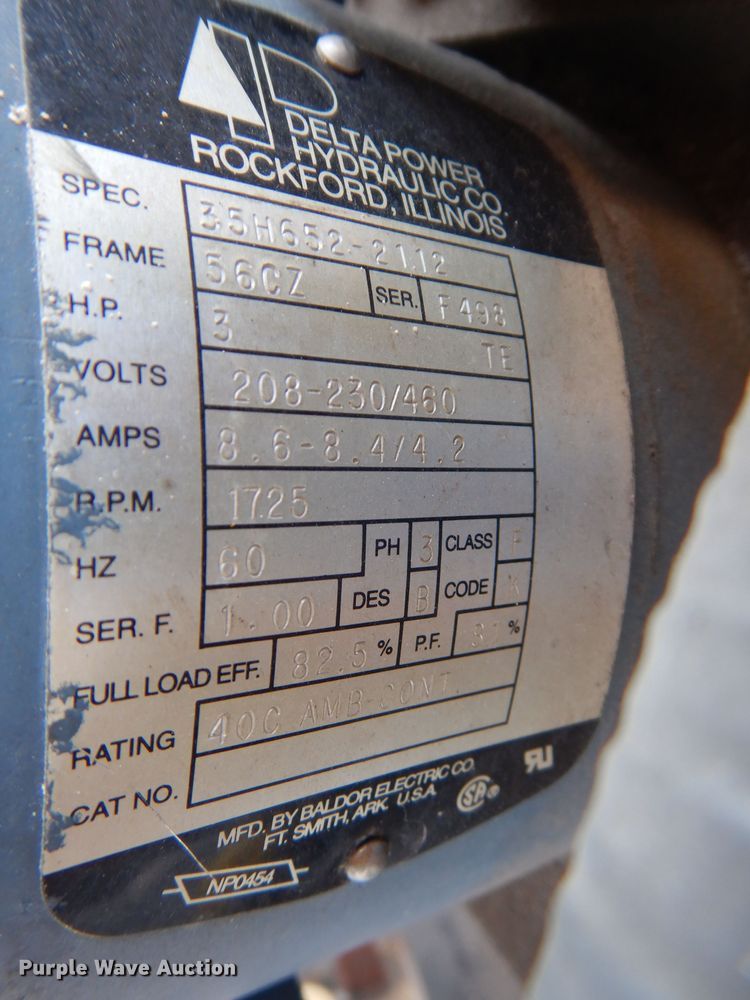 DELTA POWER
HYDRAULIC CO.
ROCKFORD, ILLINOIS
SPEC. 35H652-2112
FRAME 56CZ SER. F498
H.P. 3 TE
VOLTS 208-230/460
AMPS 8.6-8.4/4.2
R.P.M. 1725
HZ 60 PH 3 CLASS F
SER. F. 1.00 DES B CODE K
FULL LOAD EFF. 82.5 % P.F. %
RATING 40C AMB-CONT.
CAT NO.
MFD. BY BALDOR ELECTRIC CO.
FT. SMITH, ARK. U.S.A.
NP0454
Purple Wave Auction